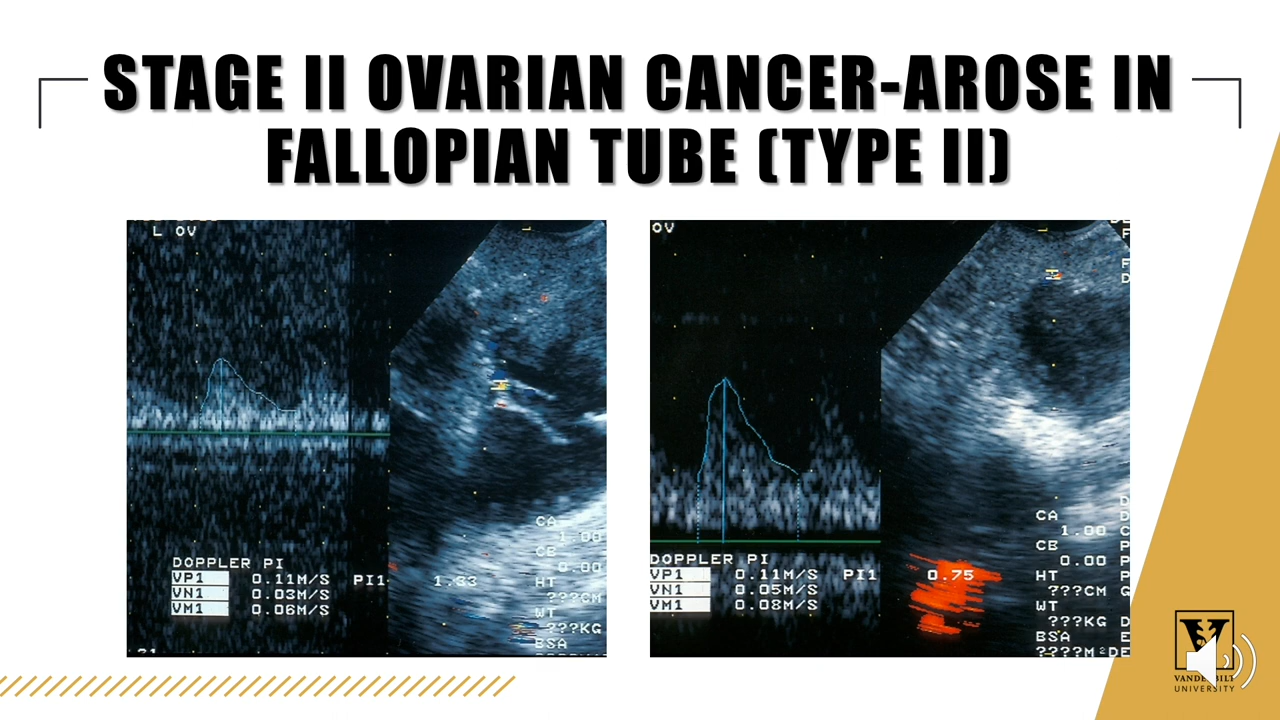 STAGE II OVARIAN CANCER-AROSE IN
FALLOPIAN TUBE (TYPE II)
L OV
CA
1.00
CB
0.00
HT
???CM
WT
???KG
BSA
DOPPLER PI
VP1 0.11M/S PI1
VN1 0.03M/S
VM1 0.06M/S
OV
CA
1.00 C
CB D
0.00 P
HT P
???CM G
WT
???KG D
BSA E
????M²DE
DOPPLER PI
VP1 0.11M/S PI1 0.75
VN1 0.05M/S
VM1 0.08M/S
VANDERBILT
UNIVERSITY